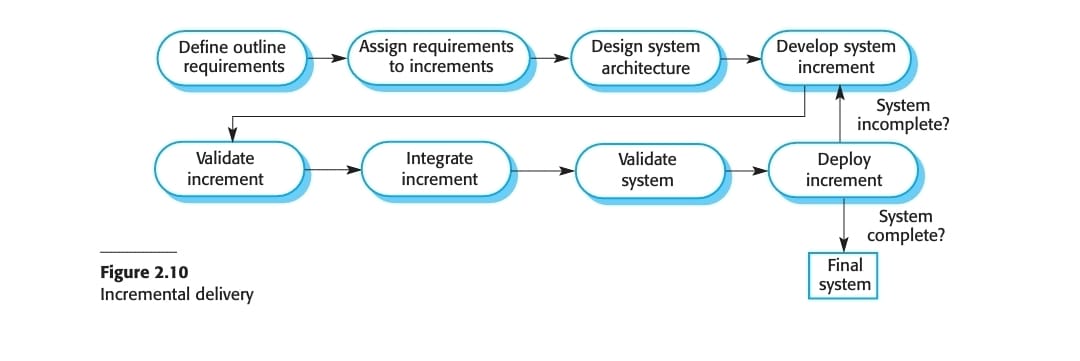 Define outline
requirements
Assign requirements
to increments
Design system
architecture
Develop system
increment
System
incomplete?
Validate
increment
Integrate
increment
Validate
system
Deploy
increment
System
complete?
Final
system
Figure 2.10
Incremental delivery